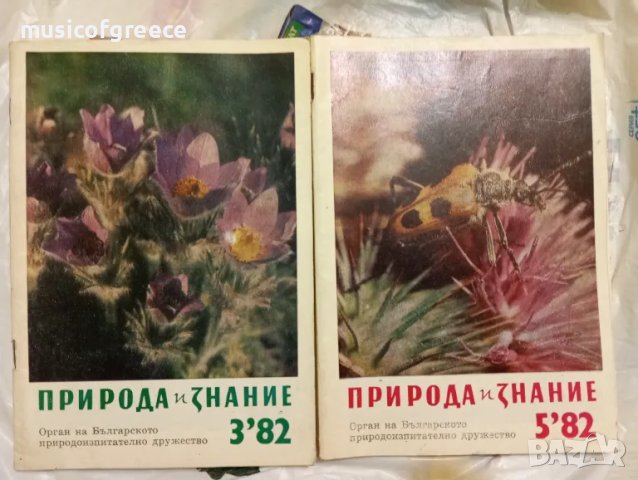 musicofgreece
ПРИРОДА и ЗНАНИЕ
Орган на Българското
природоизпитателно дружество
3'82
ПРИРОДА и ЗНАНИЕ
Орган на Българското
природоизпитателно дружество
5'82
BAZAR